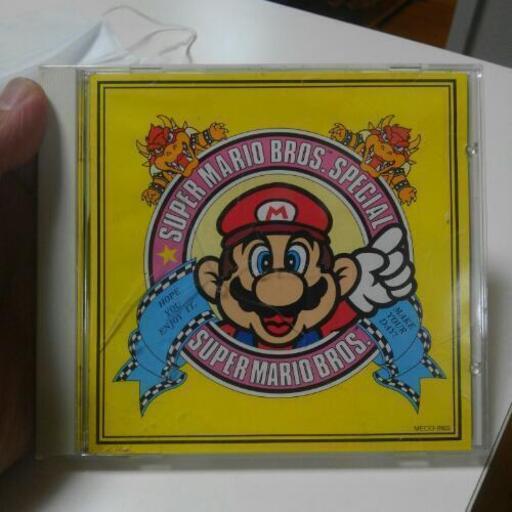 SUPER MARIO BROS. SPECIAL
M
HOPE
YOU
ENJOY IT.
MAKE
YOUR
DAY!
SUPER MARIO BROS.